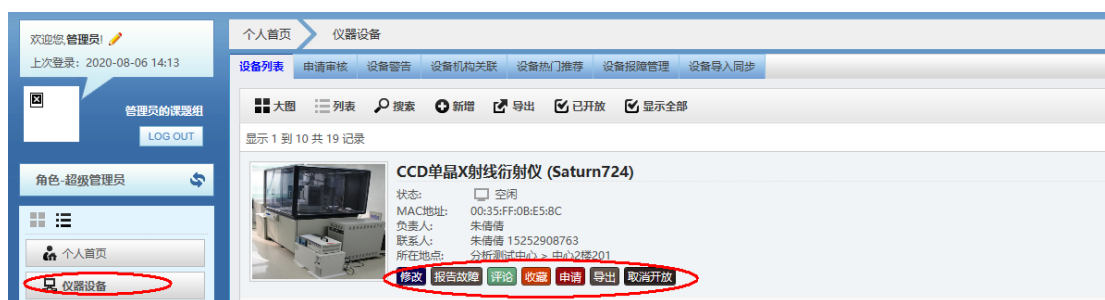 欢迎您,管理员!
上次登录：2020-08-06 14:13
管理员的课题组
LOG OUT
角色-超级管理员
个人首页
仪器设备
个人首页 仪器设备
设备列表 申请审核 设备警告 设备机构关联 设备热门推荐 设备报障管理 设备导入同步
大图 列表 搜索 新增 导出 已开放 显示全部
显示 1 到 10 共 19 记录
CCD单晶X射线衍射仪 (Saturn724)
状态: 空闲
MAC地址: 00:35:FF:0B:E5:8C
负责人: 朱倩倩
联系人: 朱倩倩 15252908763
所在地点: 分析测试中心 > 中心2楼201
修改 报告故障 评论 收藏 申请 导出 取消开放